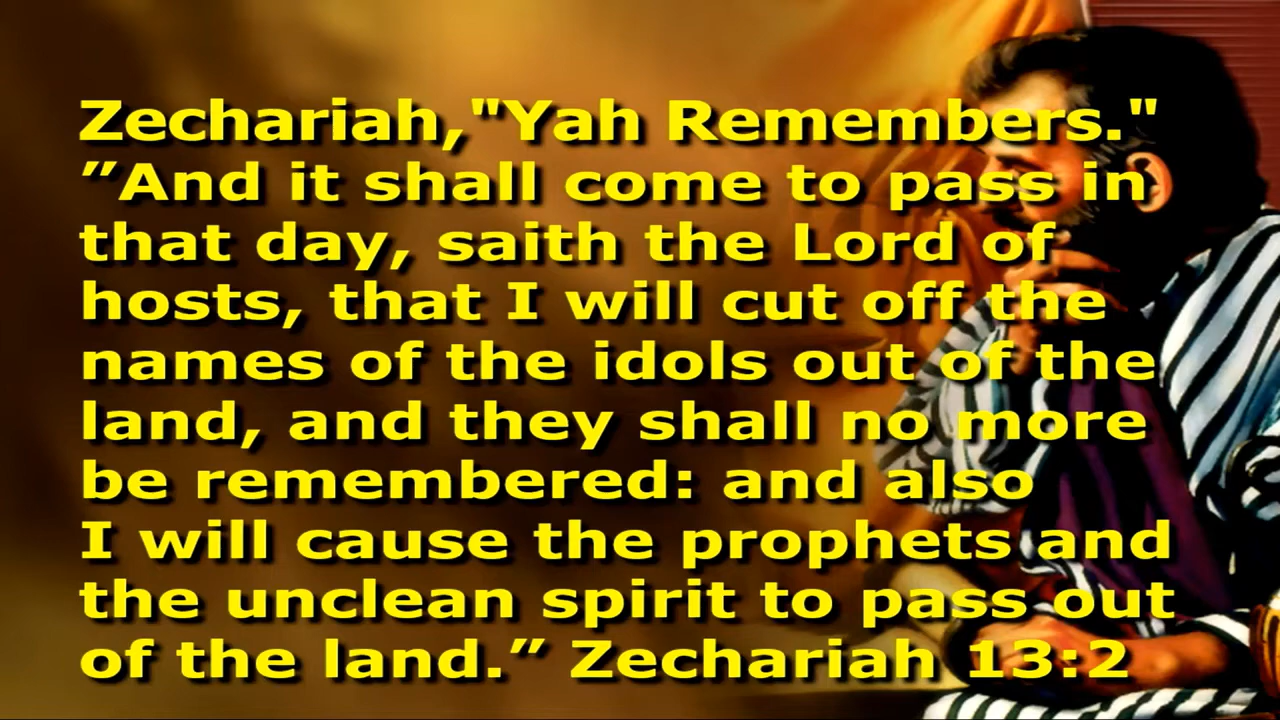 Zechariah,"Yah Remembers."
”And it shall come to pass in
that day, saith the Lord of
hosts, that I will cut off the
names of the idols out of the
land, and they shall no more
be remembered: and also
I will cause the prophets and
the unclean spirit to pass out
of the land.” Zechariah 13:2